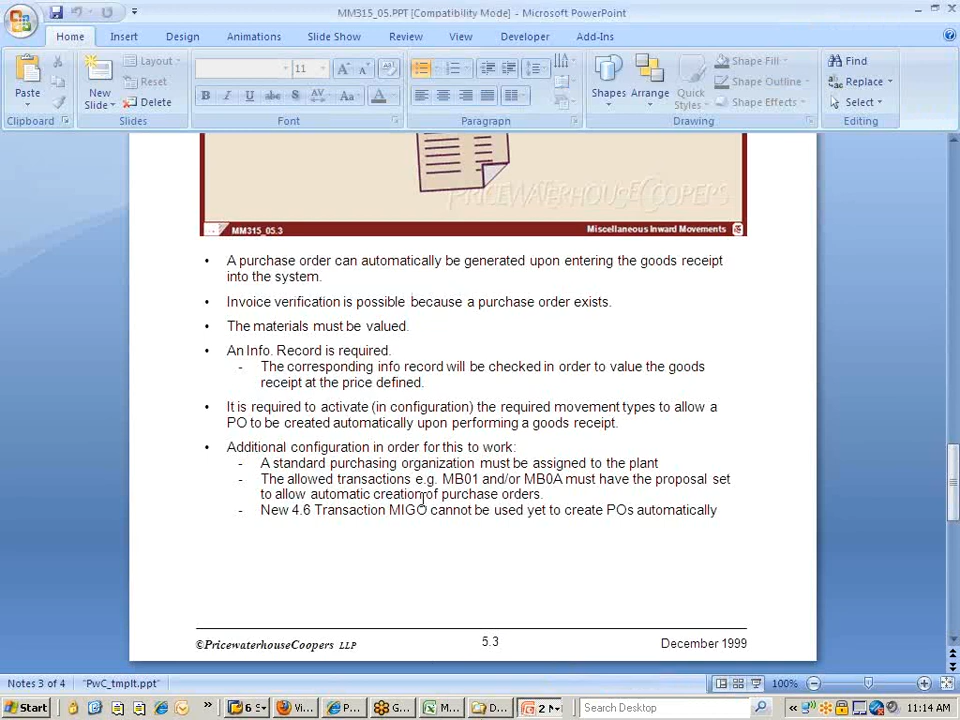 MM315_05.PPT [Compatibility Mode] - Microsoft PowerPoint
Home Insert Design Animations Slide Show Review View Developer Add-Ins
Paste
New Slide
Layout
Reset
Delete
11
B I U abc S AV Aa A
Shapes
Arrange
Quick Styles
Shape Fill
Shape Outline
Shape Effects
Find
Replace
Select
Clipboard Slides Font Paragraph Drawing Editing
PRICEWATERHOUSECOOPERS
MM315_05.3 Miscellaneous Inward Movements
• A purchase order can automatically be generated upon entering the goods receipt
into the system.
• Invoice verification is possible because a purchase order exists.
• The materials must be valued.
• An Info. Record is required.
- The corresponding info record will be checked in order to value the goods
receipt at the price defined.
• It is required to activate (in configuration) the required movement types to allow a
PO to be created automatically upon performing a goods receipt.
• Additional configuration in order for this to work:
- A standard purchasing organization must be assigned to the plant
- The allowed transactions e.g. MB01 and/or MB0A must have the proposal set
to allow automatic creation of purchase orders.
- New 4.6 Transaction MIGO cannot be used yet to create POs automatically
©PricewaterhouseCoopers LLP 5.3 December 1999
Notes 3 of 4 "PwC_tmplt.ppt" 100%
Start » 6 S Vi... P... G... M... D... 2 Search Desktop « 11:14 AM